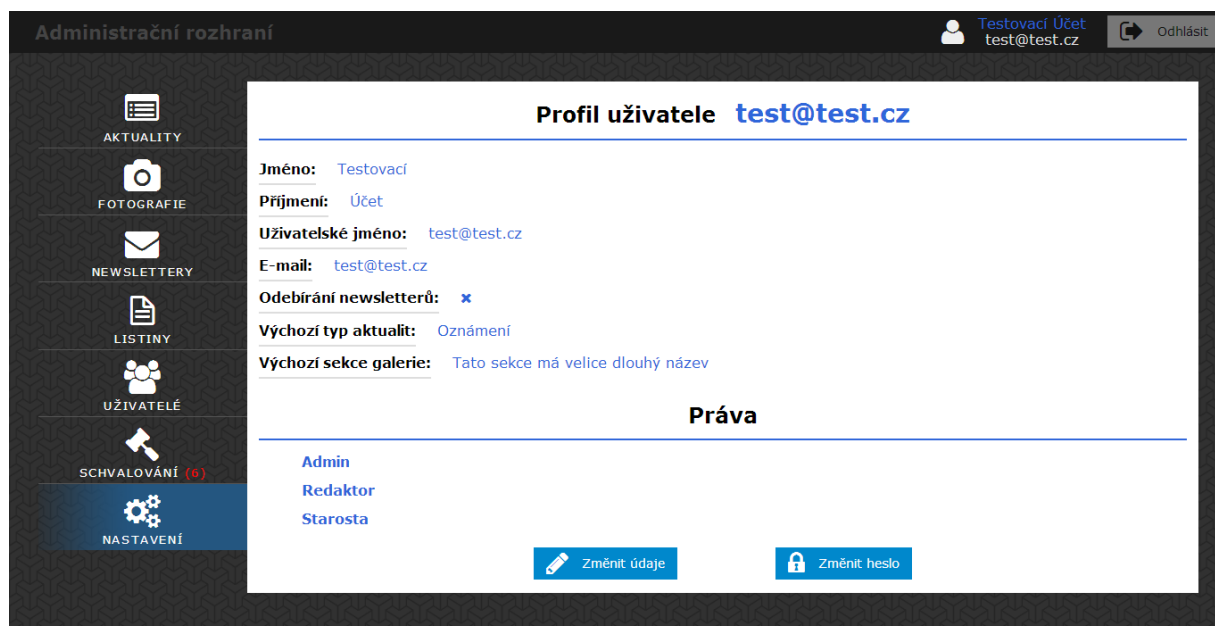 Administrační rozhraní
Testovací Účet
test@test.cz
Odhlásit
AKTUALITY
FOTOGRAFIE
NEWSLETTERY
LISTINY
UŽIVATELÉ
SCHVALOVÁNÍ (6)
NASTAVENÍ
Profil uživatele test@test.cz
Jméno: Testovací
Příjmení: Účet
Uživatelské jméno: test@test.cz
E-mail: test@test.cz
Odebírání newsletterů:
Výchozí typ aktualit: Oznámení
Výchozí sekce galerie: Tato sekce má velice dlouhý název
Práva
Admin
Redaktor
Starosta
Změnit údaje
Změnit heslo